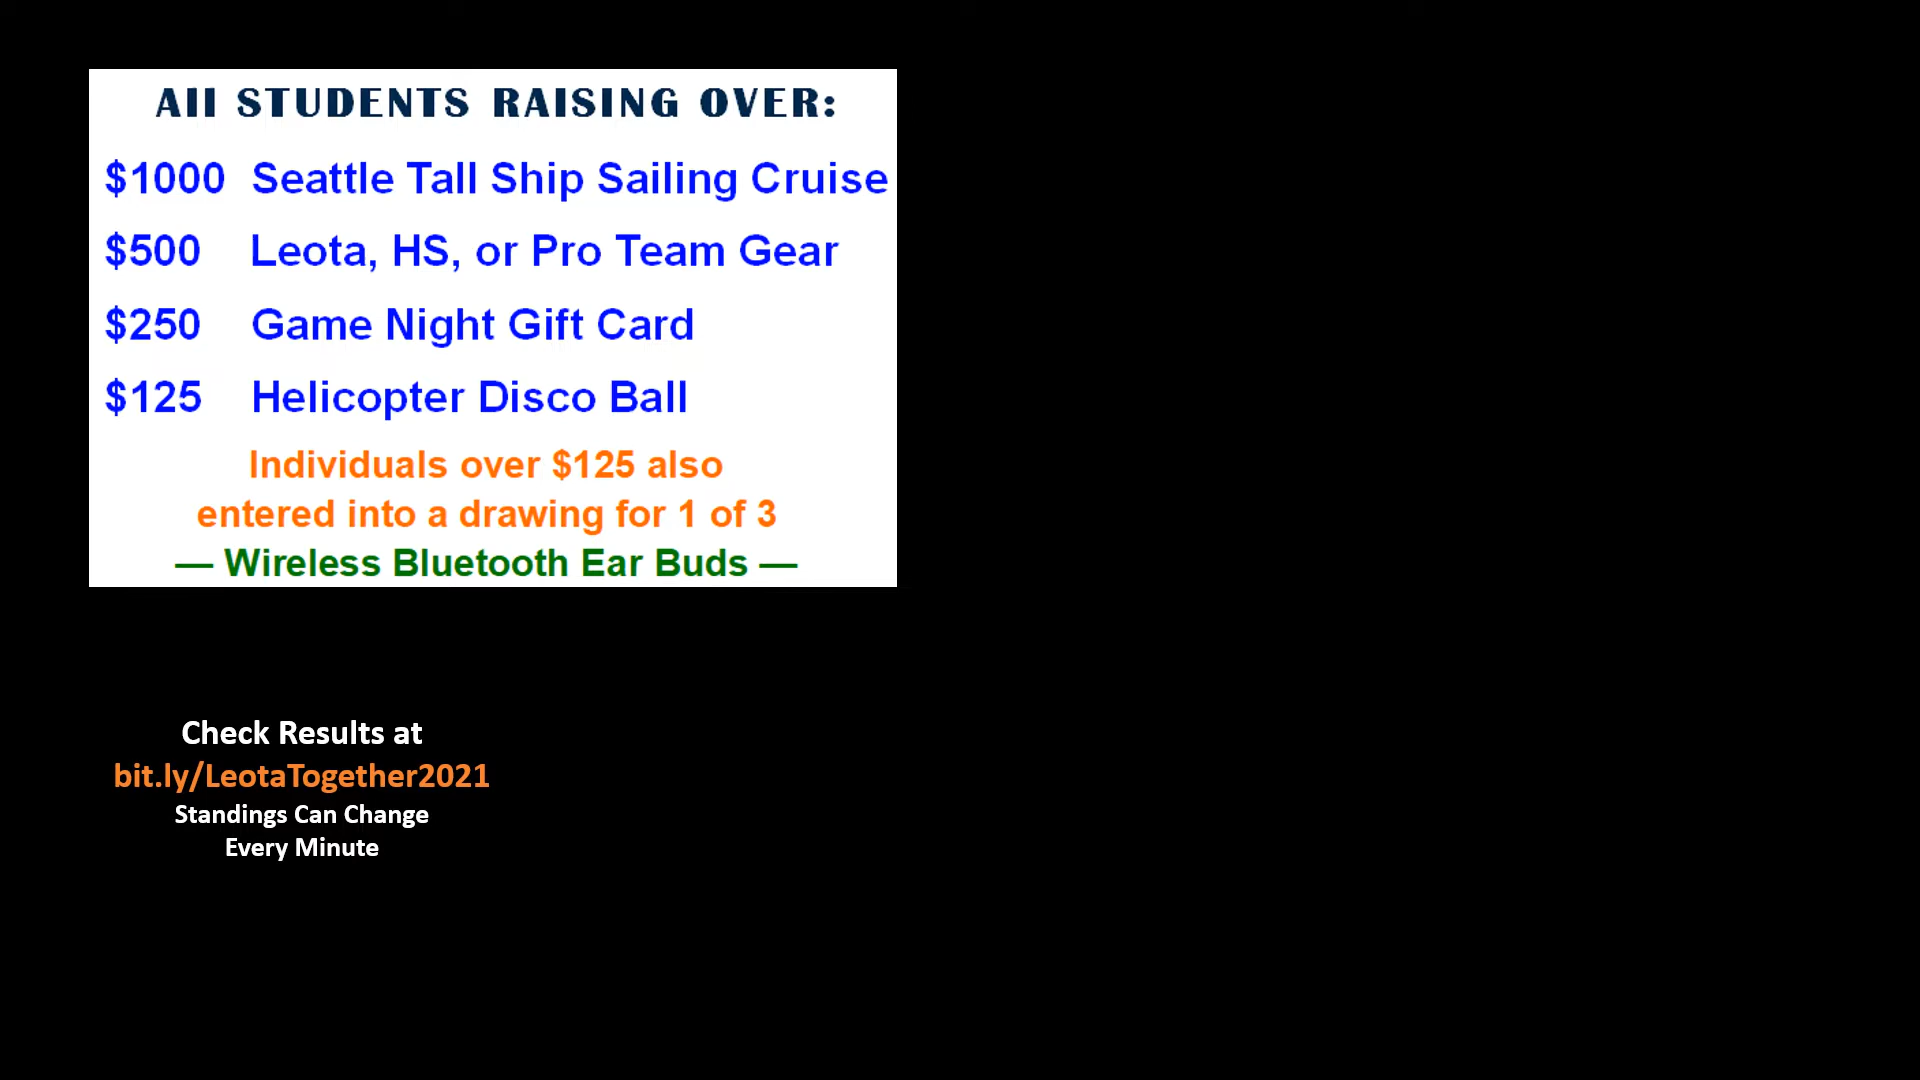 All STUDENTS RAISING OVER:
$1000 Seattle Tall Ship Sailing Cruise
$500 Leota, HS, or Pro Team Gear
$250 Game Night Gift Card
$125 Helicopter Disco Ball
Individuals over $125 also
entered into a drawing for 1 of 3
— Wireless Bluetooth Ear Buds —
Check Results at
bit.ly/LeotaTogether2021
Standings Can Change
Every Minute